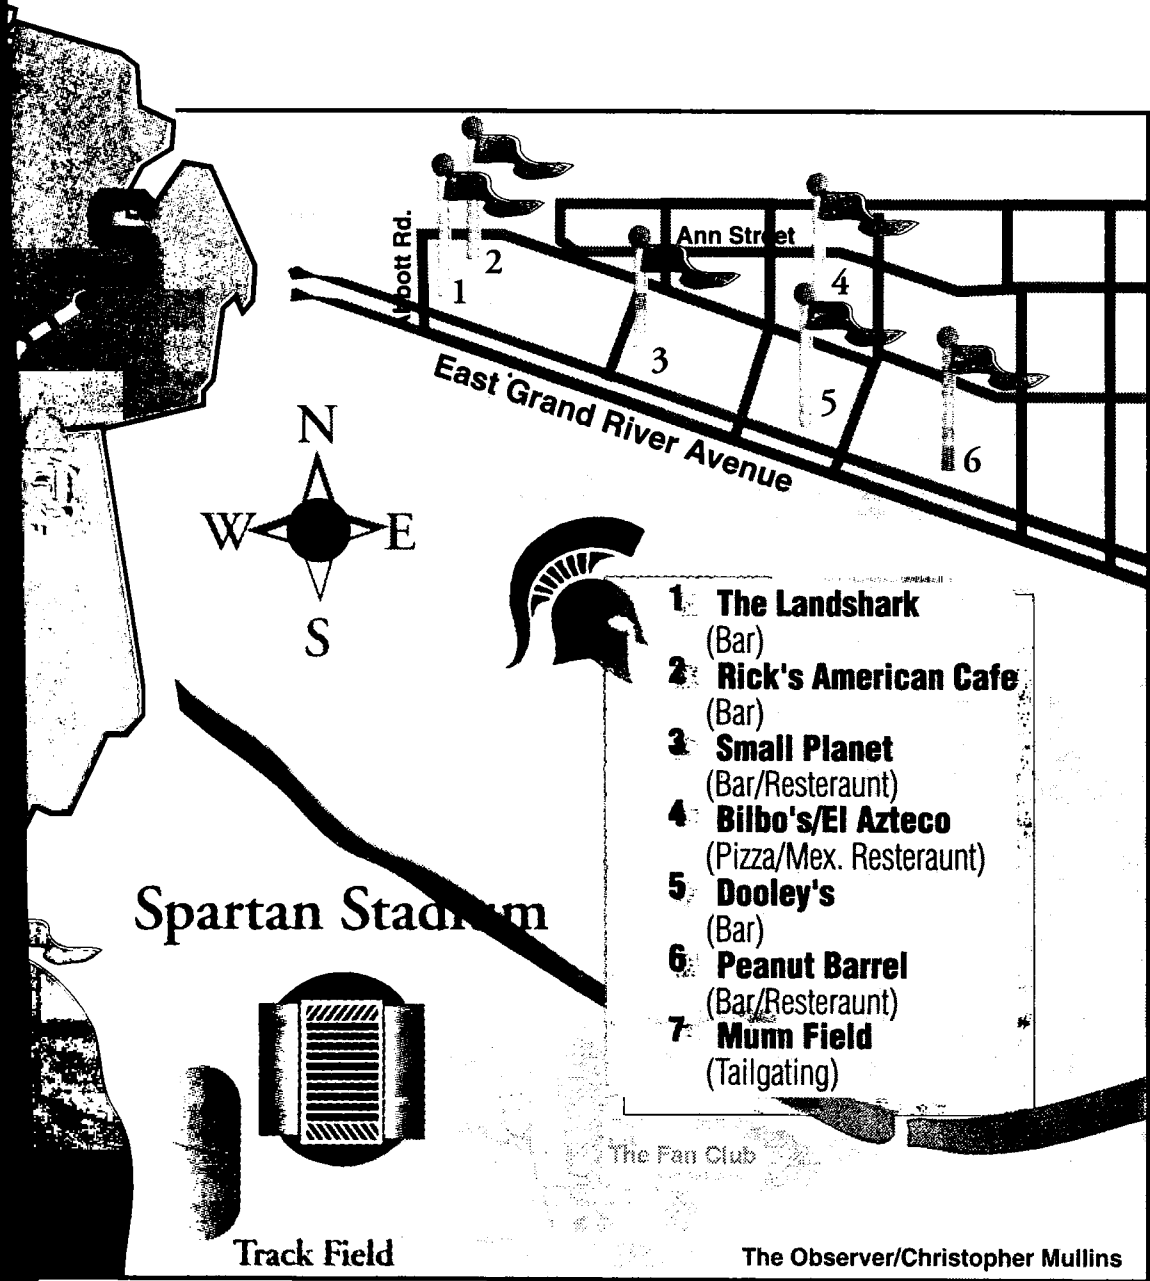 Abbott Rd.
Ann Street
1
2
3
4
5
6
East Grand River Avenue
N
W E
S
1 The Landshark
(Bar)
2 Rick's American Cafe
(Bar)
3 Small Planet
(Bar/Resteraunt)
4 Bilbo's/El Azteco
(Pizza/Mex. Resteraunt)
5 Dooley's
(Bar)
6 Peanut Barrel
(Bar/Resteraunt)
7 Munn Field
(Tailgating)
Spartan Stadium
The Fan Club
Track Field
The Observer/Christopher Mullins